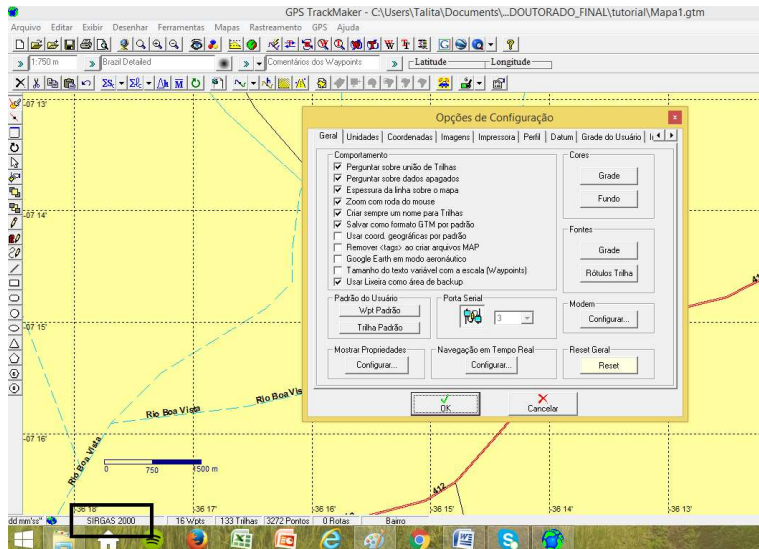 GPS TrackMaker - C:\Users\Talita\Documents\...DOUTORADO_FINAL\tutorial\Mapa1.gtm
Arquivo Editar Exibir Desenhar Ferramentas Mapas Rastreamento GPS Ajuda
1:750 m Brazil Detailed Comentários dos Waypoints Latitude Longitude
-07 13'
-07 14'
-07 15'
-07 16'
Opções de Configuração
Geral Unidades Coordenadas Imagens Impressora Perfil Datum Grade do Usuário
Comportamento
Perguntar sobre união de Trilhas
Perguntar sobre dados apagados
Espessura da linha sobre o mapa
Zoom com roda do mouse
Criar sempre um nome para Trilhas
Salvar como formato GTM por padrão
Usar coord. geográficas por padrão
Remover <tags> ao criar arquivos MAP
Google Earth em modo aeronáutico
Tamanho do texto variável com a escala (Waypoints)
Usar Lixeira como área de backup
Cores
Grade
Fundo
Fontes
Grade
Rótulos Trilha
Padrão do Usuário
Wpt Padrão
Trilha Padrão
Porta Serial
3
Modem
Configurar...
Mostrar Propriedades
Configurar...
Navegação em Tempo Real
Configurar...
Reset Geral
Reset
OK
Cancelar
Rio Boa Vista
Rio Boa Vis
Rio Boa Vista
0 750 1500 m
412
-36 18' -36 17' -36 16' -36 15' -36 14' -36 13'
dd mm'ss" SIRGAS 2000 16 Wpts 133 Trilhas 3272 Pontos 0 Rotas Bairro